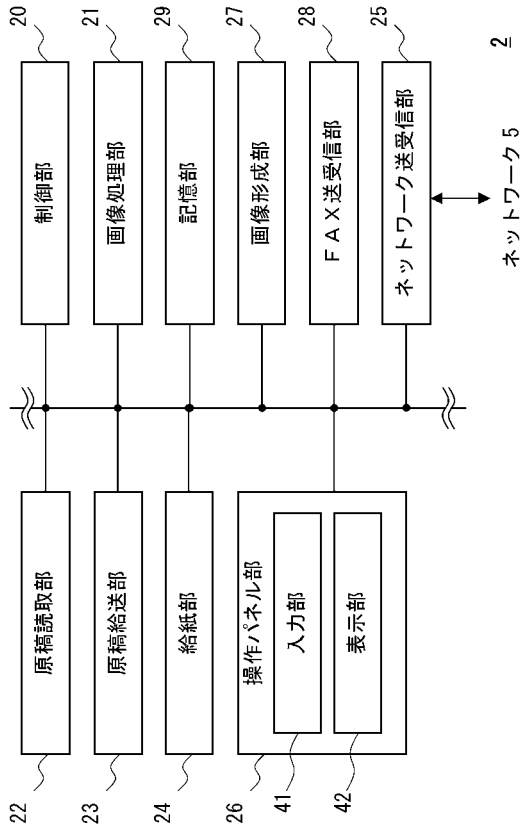 22
原稿読取部
23
原稿給送部
24
給紙部
26
操作パネル部
41
入力部
42
表示部
制御部
20
画像処理部
21
記憶部
29
画像形成部
27
ＦＡＸ送受信部
28
ネットワーク送受信部
25
ネットワーク5
2